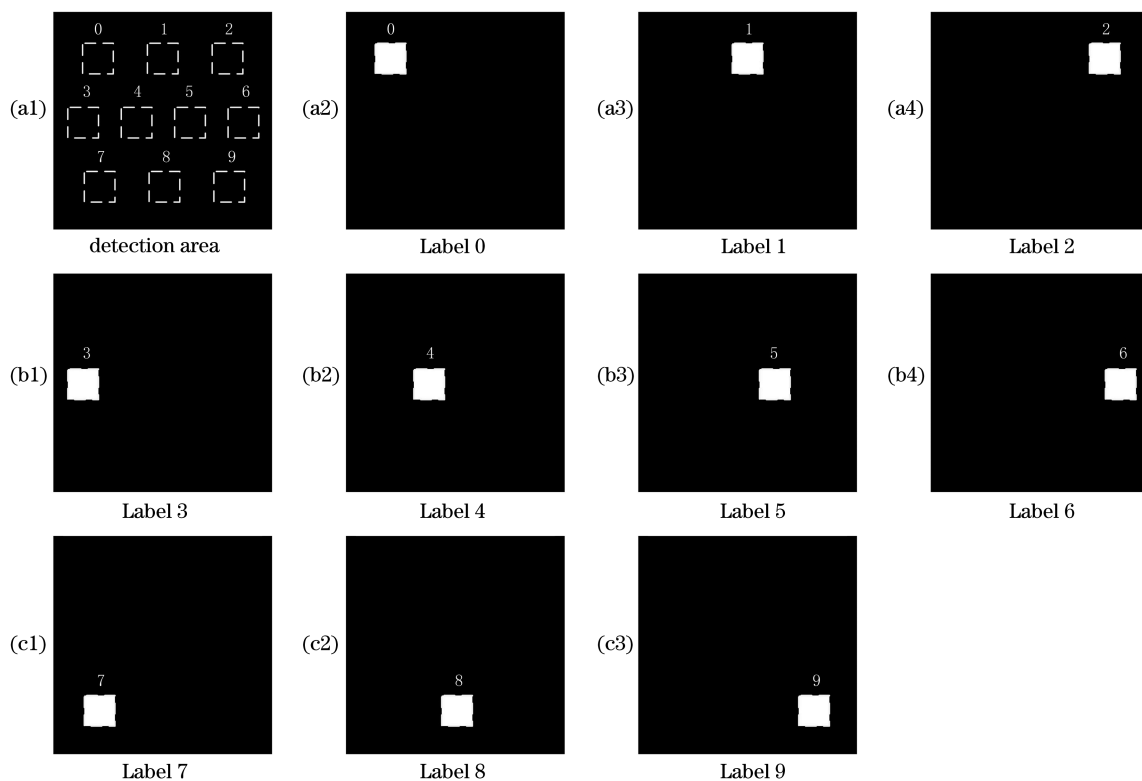 0 1 2
3 4 5 6
7 8 9
(a1) (a2) 0 (a3) 1 (a4) 2
detection area Label 0 Label 1 Label 2
(b1) 3 (b2) 4 (b3) 5 (b4) 6
Label 3 Label 4 Label 5 Label 6
(c1) 7 (c2) 8 (c3) 9
Label 7 Label 8 Label 9